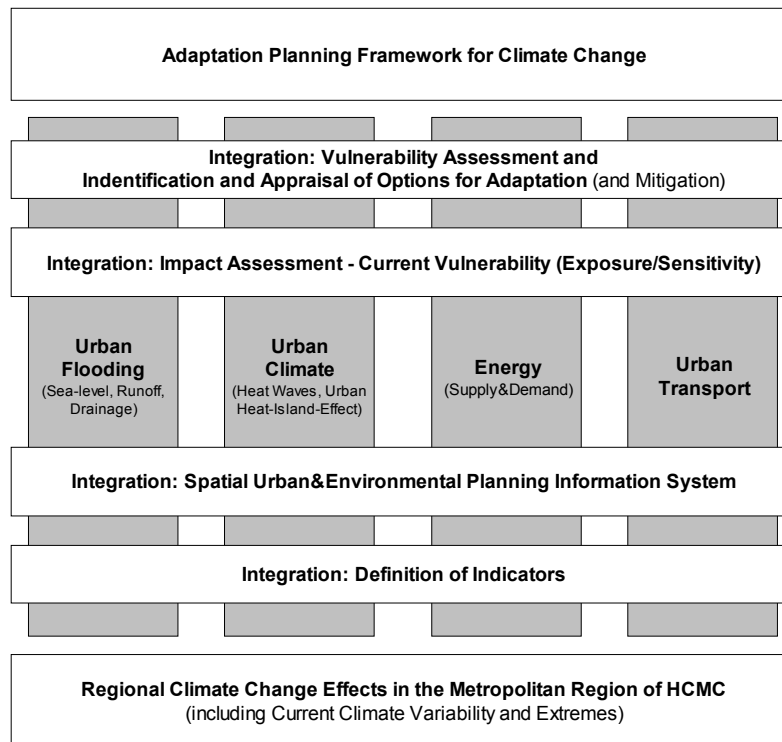 Adaptation Planning Framework for Climate Change
Integration: Vulnerability Assessment and
Indentification and Appraisal of Options for Adaptation (and Mitigation)
Integration: Impact Assessment - Current Vulnerability (Exposure/Sensitivity)
Urban
Flooding
(Sea-level, Runoff,
Drainage)
Urban
Climate
(Heat Waves, Urban
Heat-Island-Effect)
Energy
(Supply&Demand)
Urban
Transport
Integration: Spatial Urban&Environmental Planning Information System
Integration: Definition of Indicators
Regional Climate Change Effects in the Metropolitan Region of HCMC
(including Current Climate Variability and Extremes)